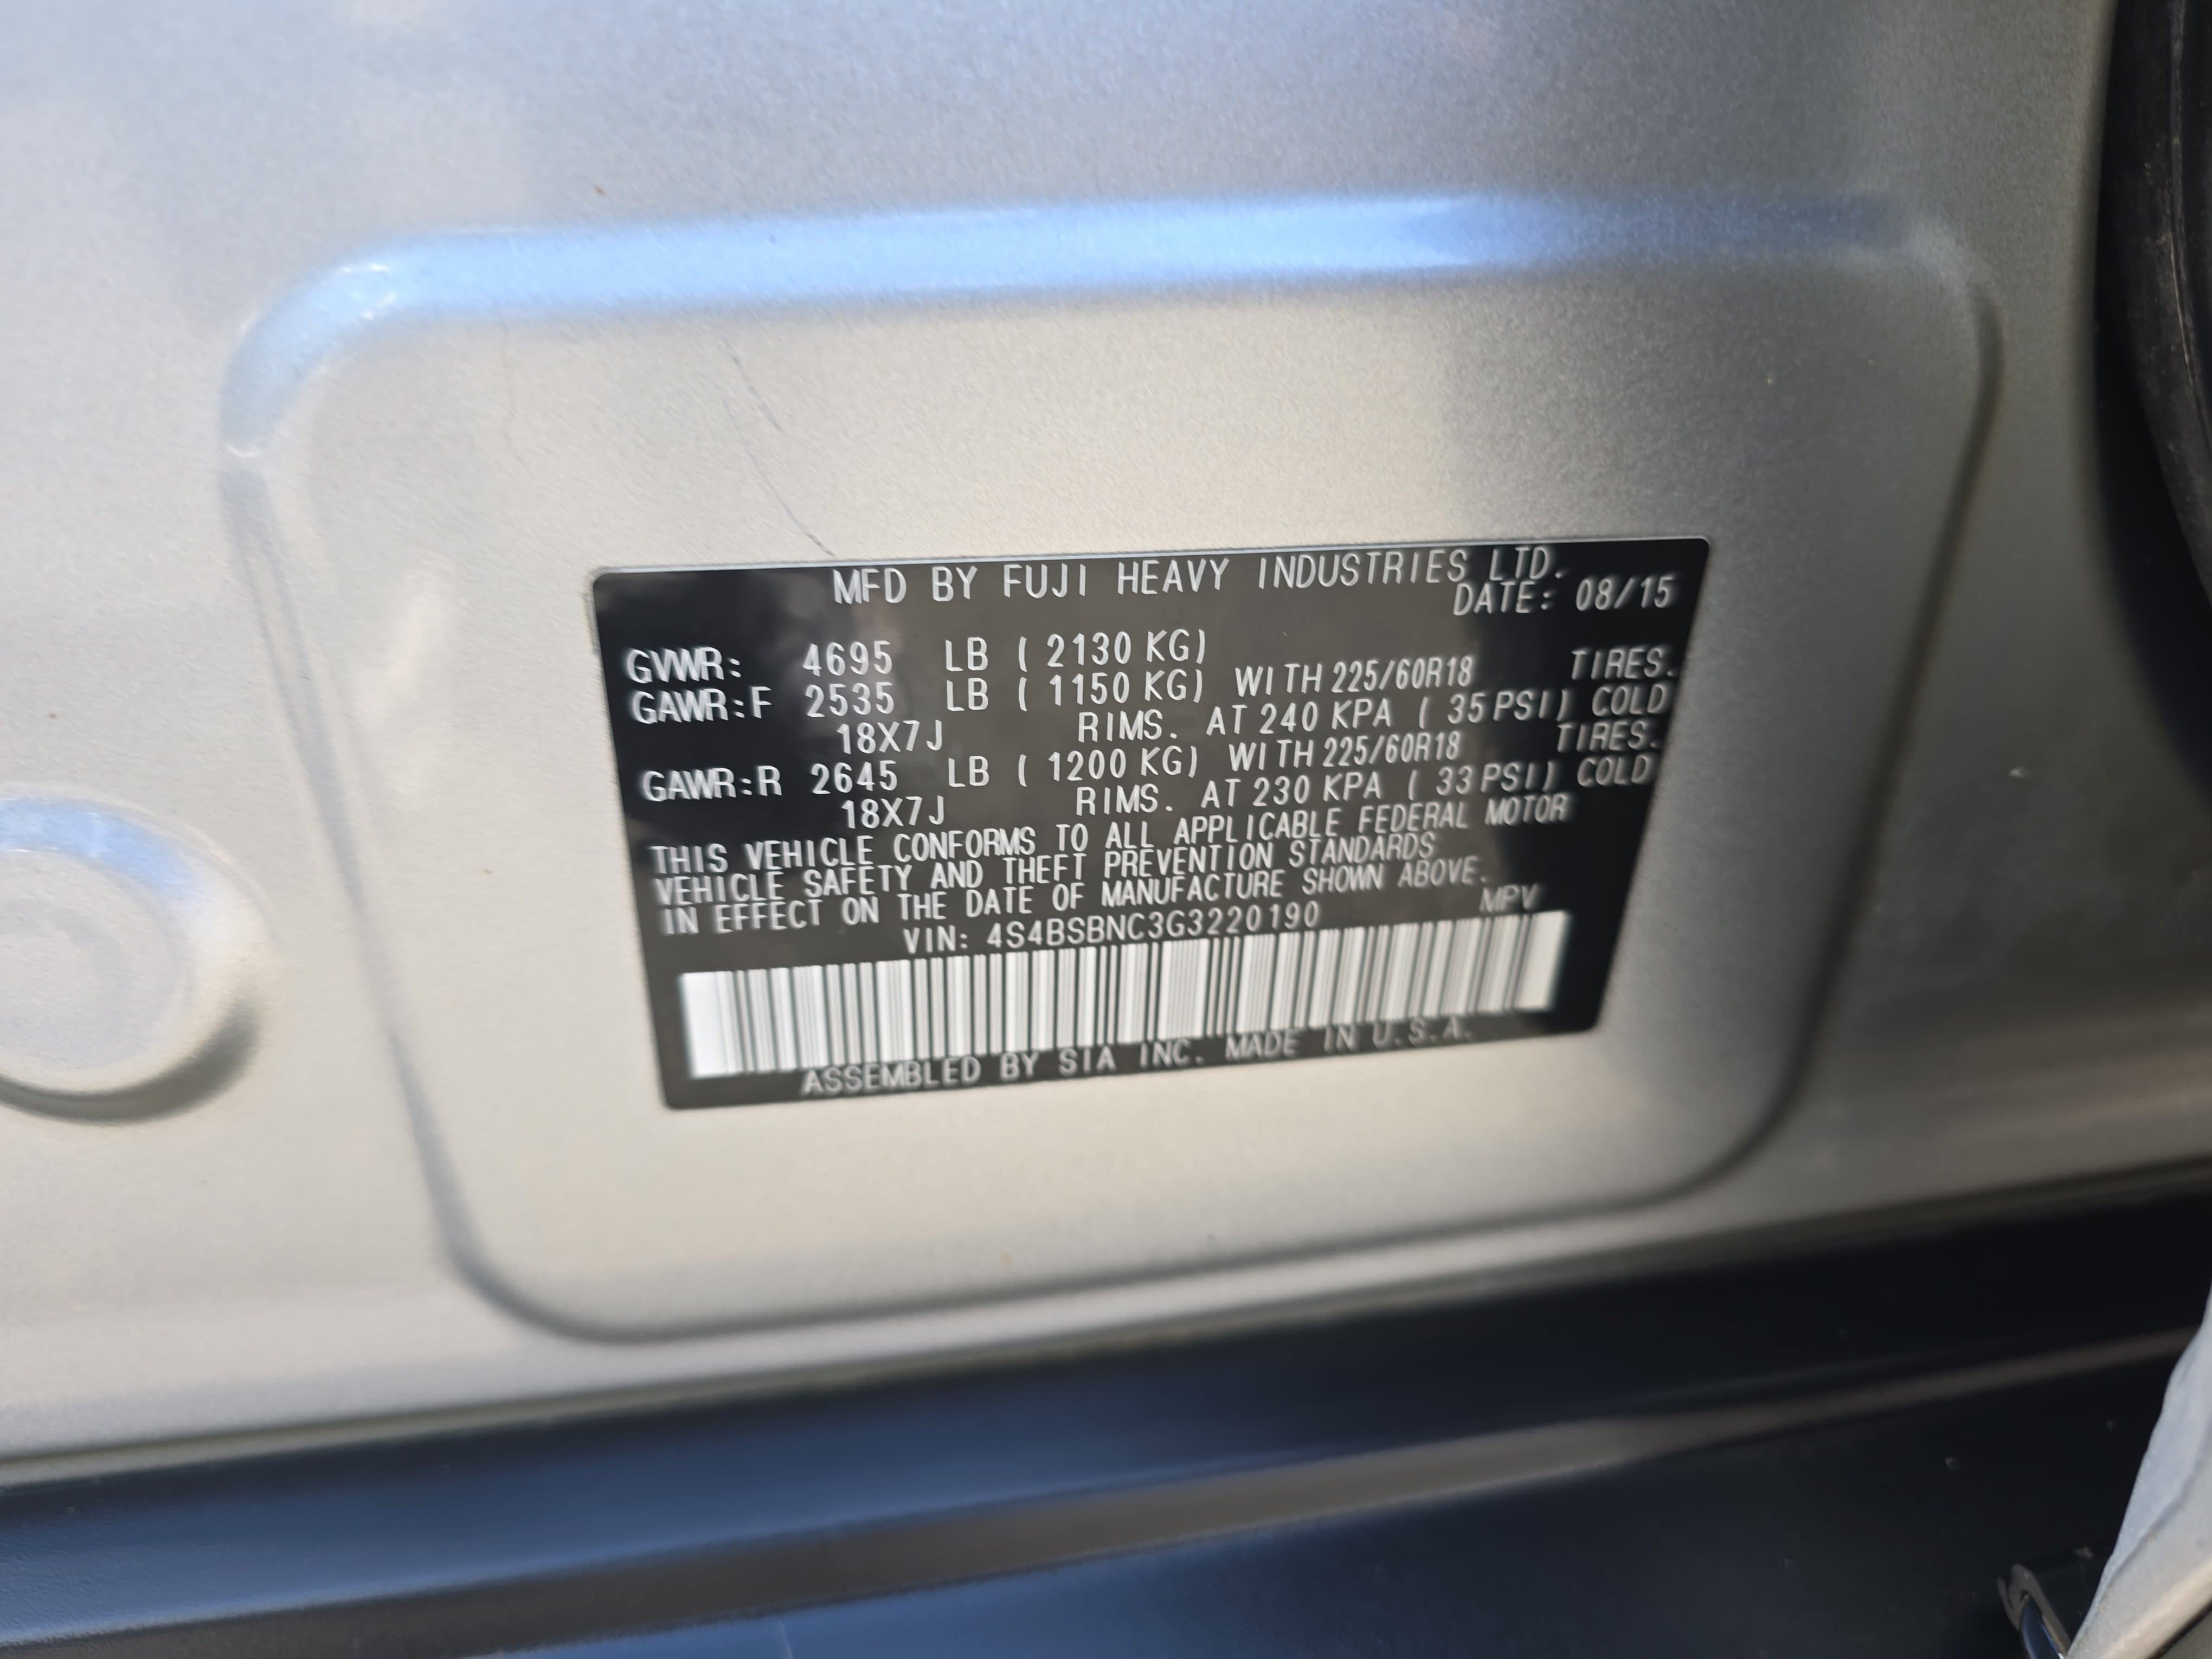 MFD BY FUJI HEAVY INDUSTRIES LTD.
DATE: 08/15
GVWR: 4695 LB ( 2130 KG)
GAWR:F 2535 LB ( 1150 KG) WITH 225/60R18 TIRES.
18X7J RIMS. AT 240 KPA ( 35 PSI) COLD
GAWR:R 2645 LB ( 1200 KG) WITH 225/60R18 TIRES.
18X7J RIMS. AT 230 KPA ( 33 PSI) COLD
THIS VEHICLE CONFORMS TO ALL APPLICABLE FEDERAL MOTOR
VEHICLE SAFETY AND THEFT PREVENTION STANDARDS
IN EFFECT ON THE DATE OF MANUFACTURE SHOWN ABOVE.
VIN: 4S4BSBNC3G3220190 MPV
ASSEMBLED BY SIA INC. MADE IN U.S.A.